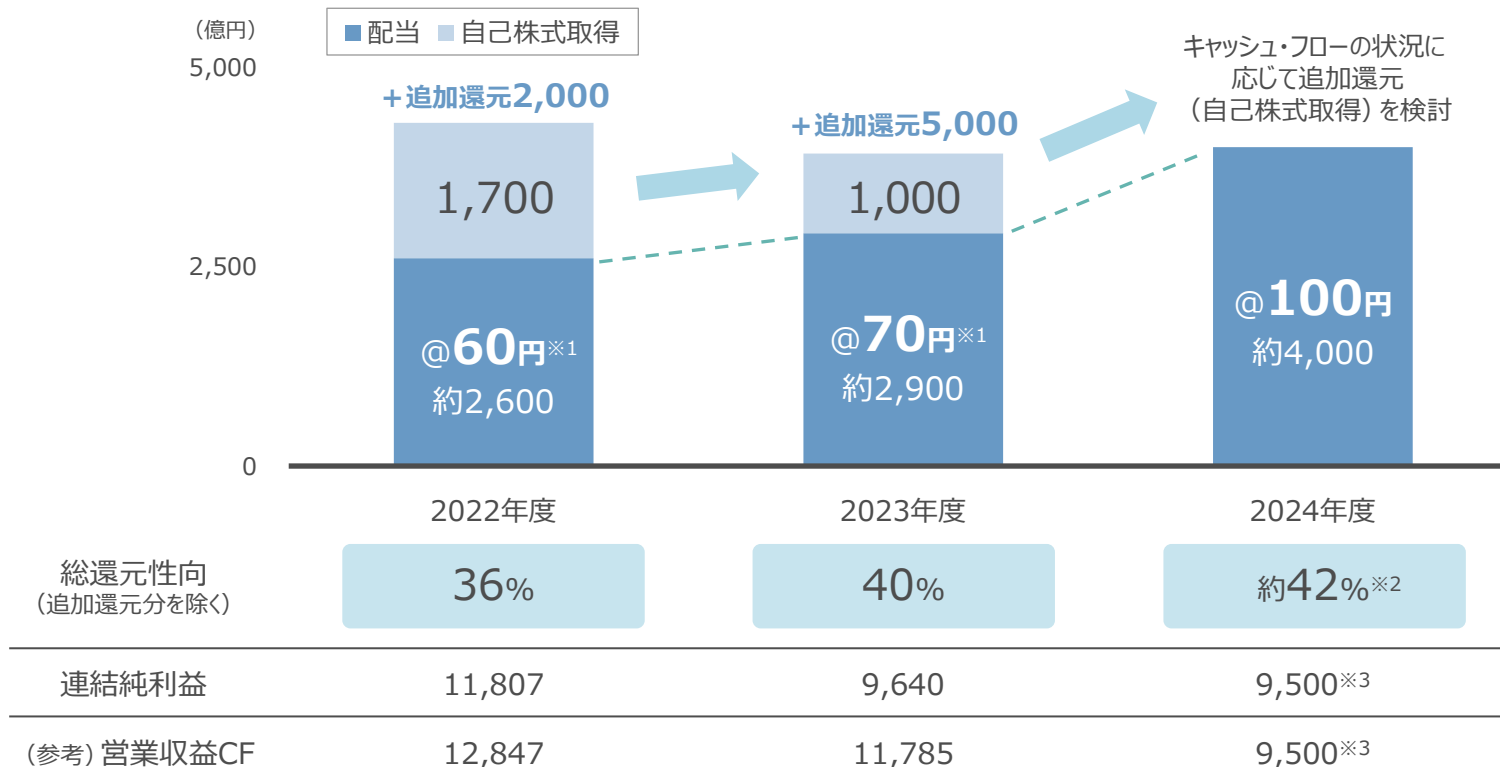 （億円）
配当 自己株式取得
5,000
2,500
0
+追加還元2,000
1,700
@60円※1
約2,600
+追加還元5,000
1,000
@70円※1
約2,900
キャッシュ・フローの状況に
応じて追加還元
（自己株式取得）を検討
@100円
約4,000
2022年度 2023年度 2024年度
総還元性向
（追加還元分を除く）
36% 40% 約42%※2
連結純利益 11,807 9,640 9,500※3
（参考）営業収益CF 12,847 11,785 9,500※3